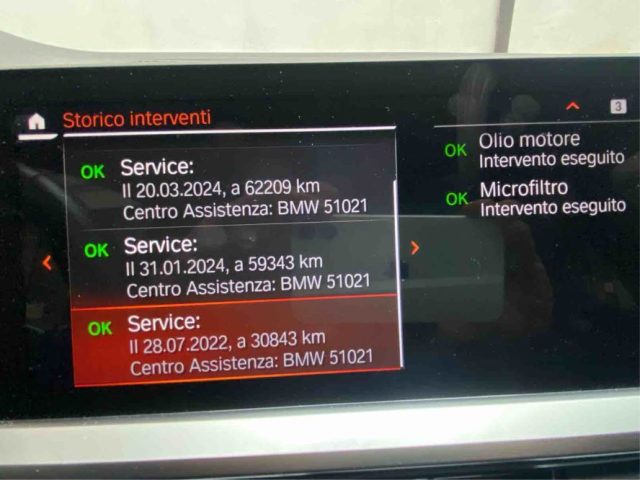 Storico interventi
3
OK Service:
Il 20.03.2024, a 62209 km
Centro Assistenza: BMW 51021
OK Service:
Il 31.01.2024, a 59343 km
Centro Assistenza: BMW 51021
OK Service:
Il 28.07.2022, a 30843 km
Centro Assistenza: BMW 51021
OK Olio motore
Intervento eseguito
OK Microfiltro
Intervento eseguito